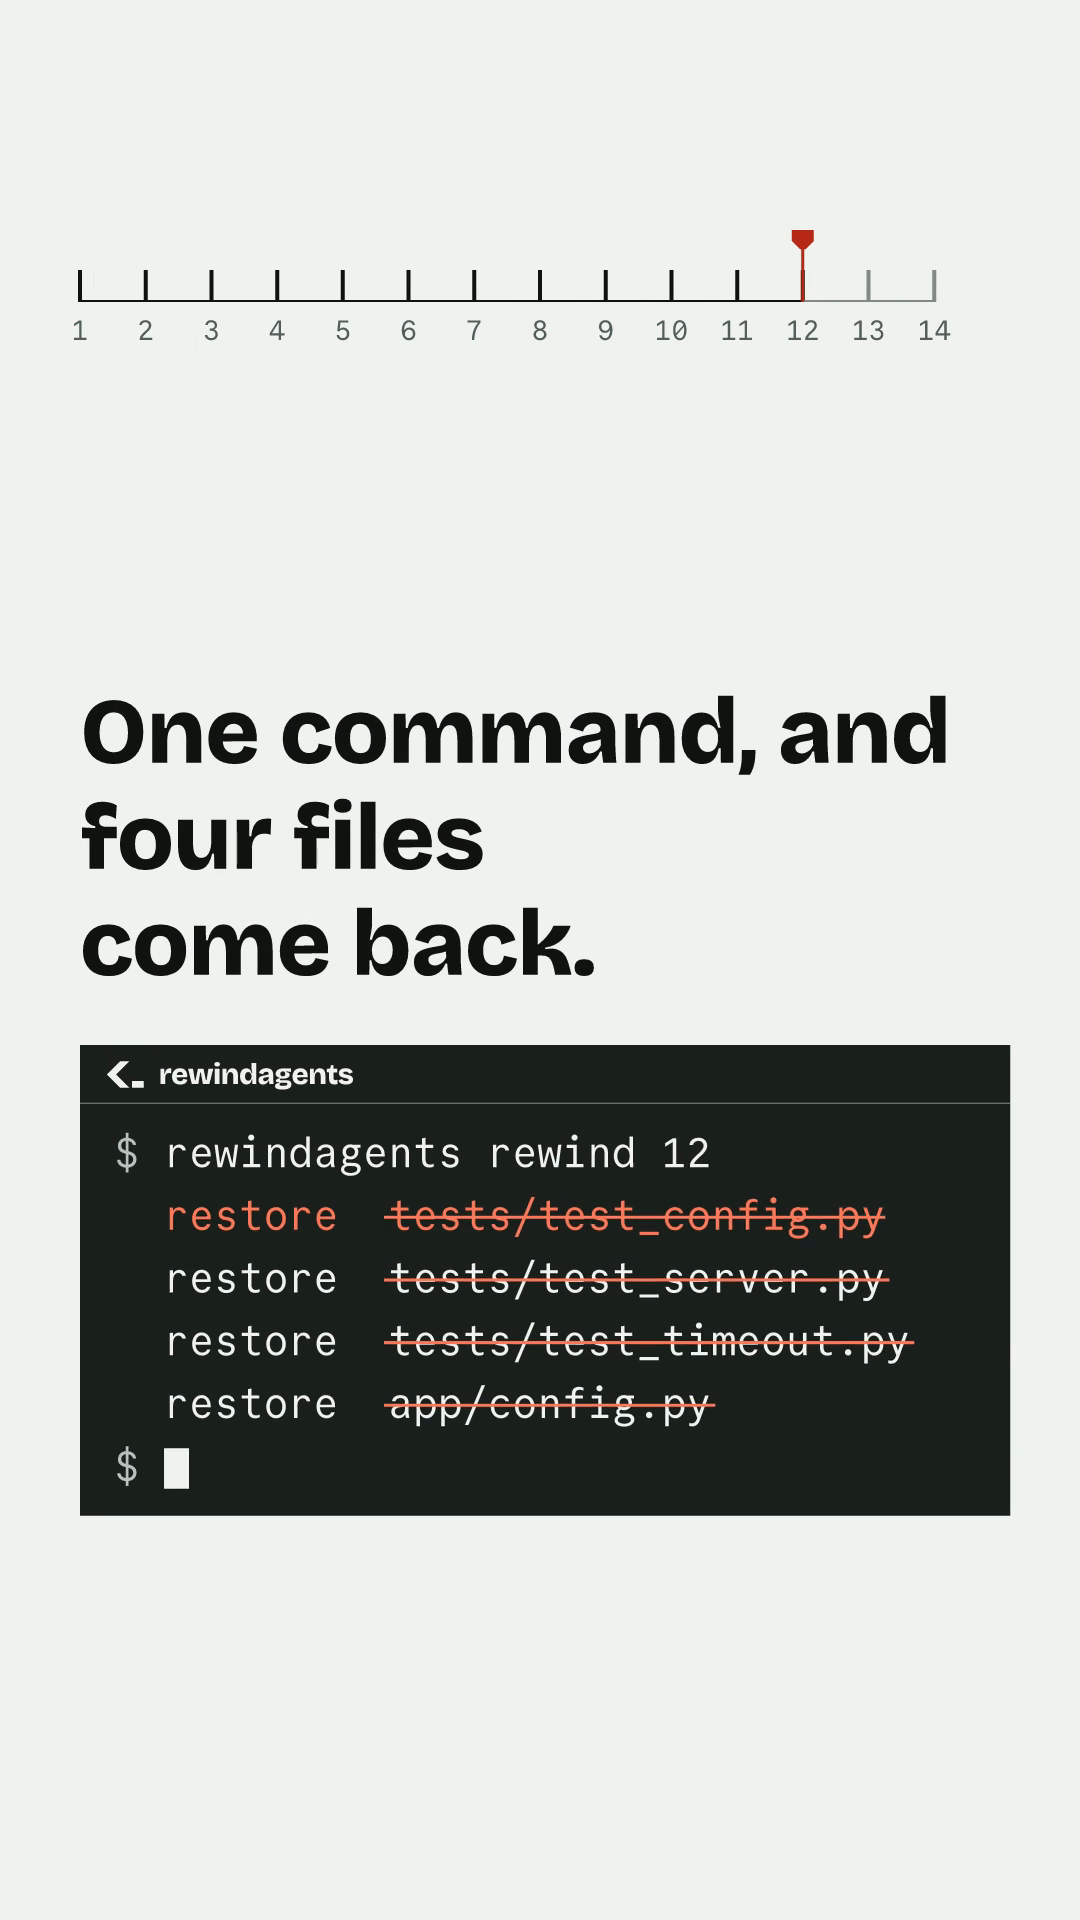 1 2 3 4 5 6 7 8 9 10 11 12 13 14
One command, and
four files
come back.
rewindagents
$ rewindagents rewind 12
restore tests/test_config.py
restore tests/test_server.py
restore tests/test_timeout.py
restore app/config.py
$